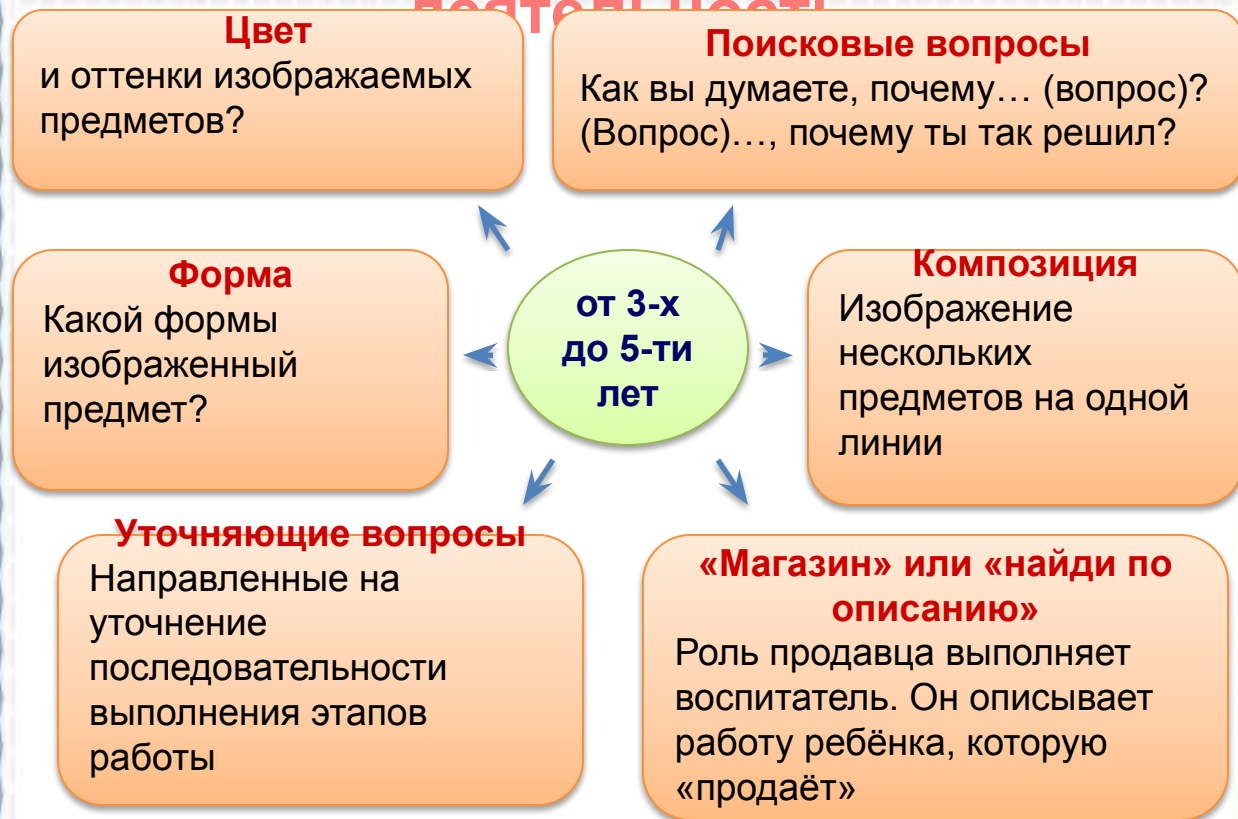 Цвет
и оттенки изображаемых
предметов?
Поисковые вопросы
Как вы думаете, почему… (вопрос)?
(Вопрос)…, почему ты так решил?
Форма
Какой формы
изображенный
предмет?
от 3-х
до 5-ти
лет
Композиция
Изображение
нескольких
предметов на одной
линии
Уточняющие вопросы
Направленные на
уточнение
последовательности
выполнения этапов
работы
«Магазин» или «найди по
описанию»
Роль продавца выполняет
воспитатель. Он описывает
работу ребёнка, которую
«продаёт»